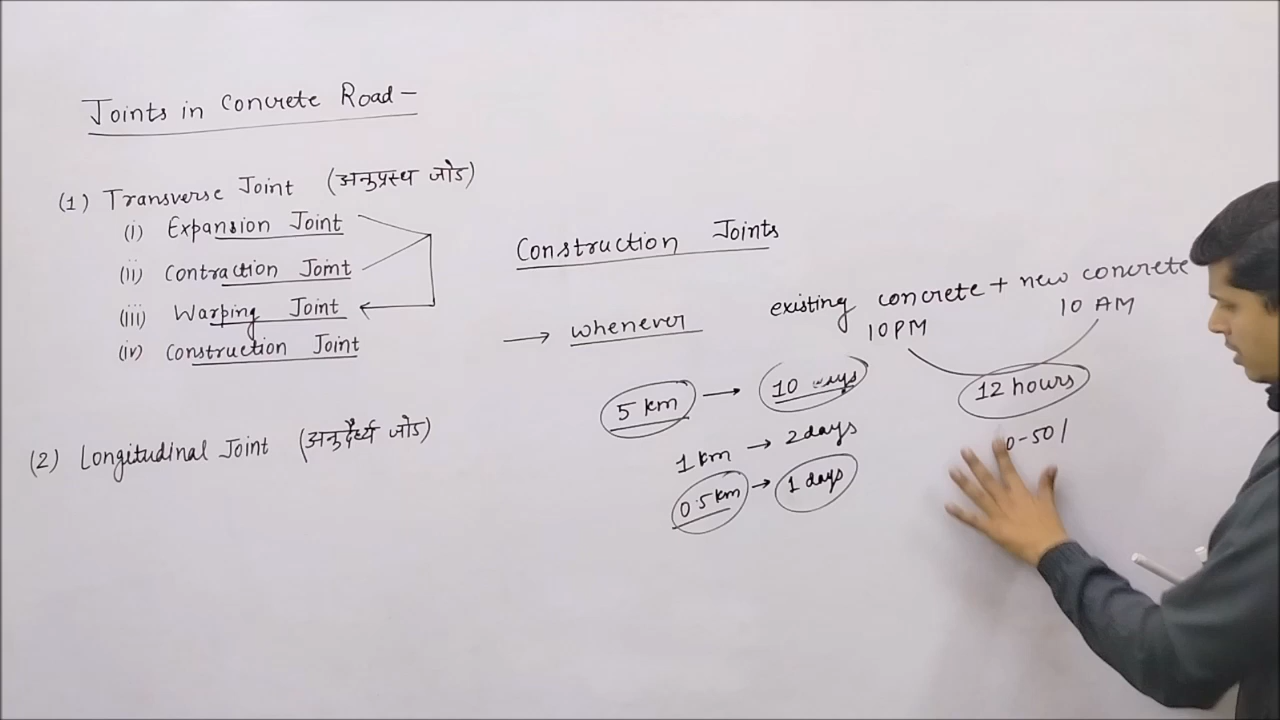 Joints in Concrete Road –
(1) Transverse Joint (अनुप्रस्थ जोड)
(i) Expansion Joint
(ii) Contraction Joint
(iii) Warping Joint
(iv) Construction Joint
(2) Longitudinal Joint (अनुदैर्ध्य जोड)
Construction Joints
→ whenever existing concrete + new concrete
10 PM 10 AM
12 hours
5 km → 10 days
1 km → 2 days
0.5 km → 1 days
0-50/